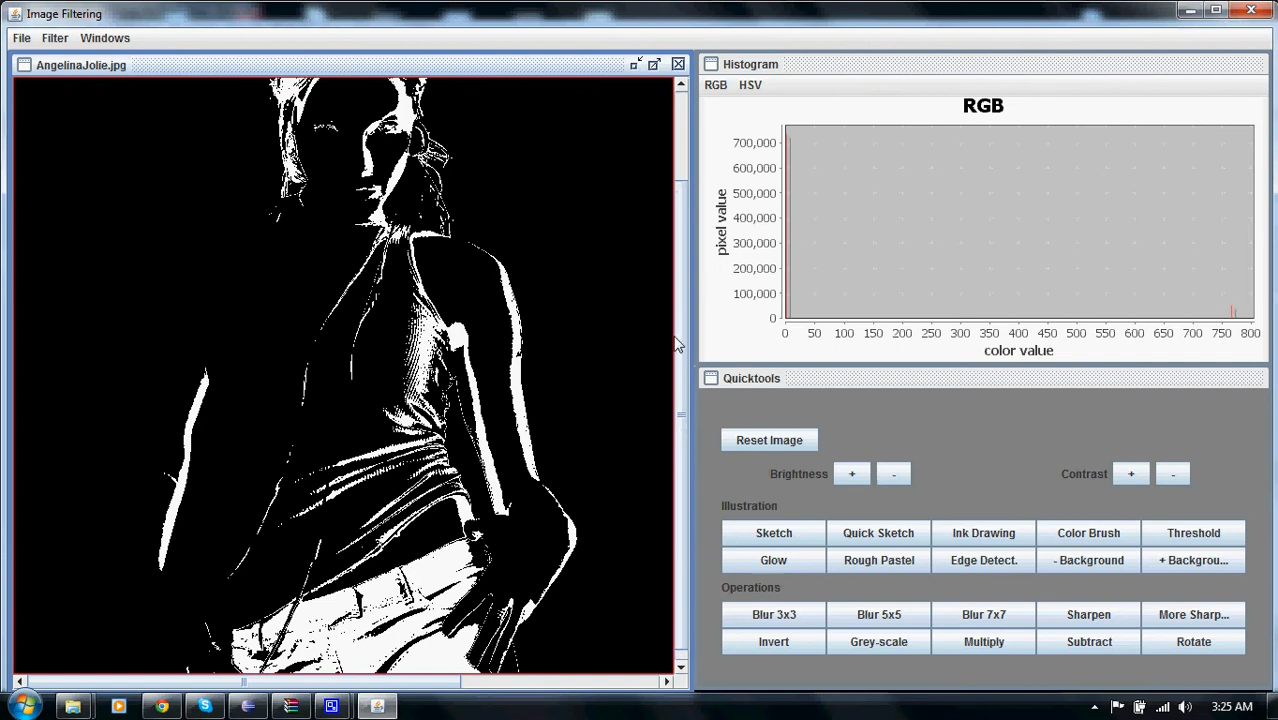 Image Filtering
File Filter Windows
AngelinaJolie.jpg
Histogram
RGB HSV
RGB
700,000
600,000
500,000
400,000
300,000
200,000
100,000
0
pixel value
0 50 100 150 200 250 300 350 400 450 500 550 600 650 700 750 800
color value
Quicktools
Reset Image
Brightness + - Contrast + -
Illustration
Sketch Quick Sketch Ink Drawing Color Brush Threshold
Glow Rough Pastel Edge Detect. - Background + Backgrou...
Operations
Blur 3x3 Blur 5x5 Blur 7x7 Sharpen More Sharp...
Invert Grey-scale Multiply Subtract Rotate
3:25 AM